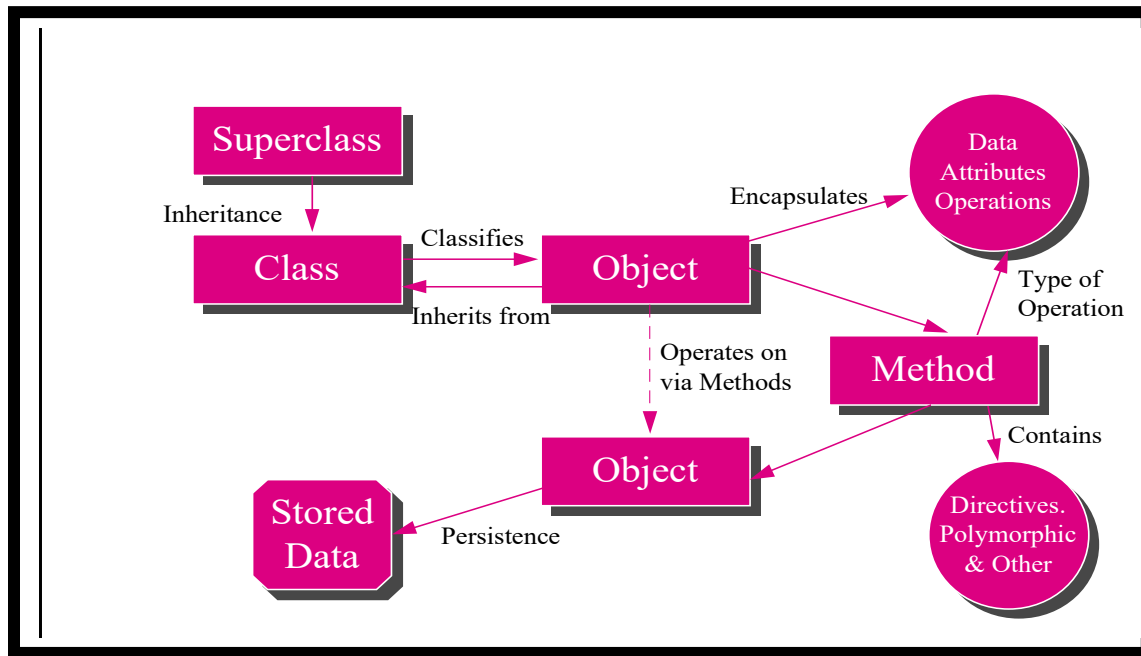 Superclass
Inheritance
Class
Classifies
Inherits from
Object
Encapsulates
Data
Attributes
Operations
Type of
Operation
Operates on
via Methods
Method
Contains
Object
Persistence
Stored
Data
Directives.
Polymorphic
& Other